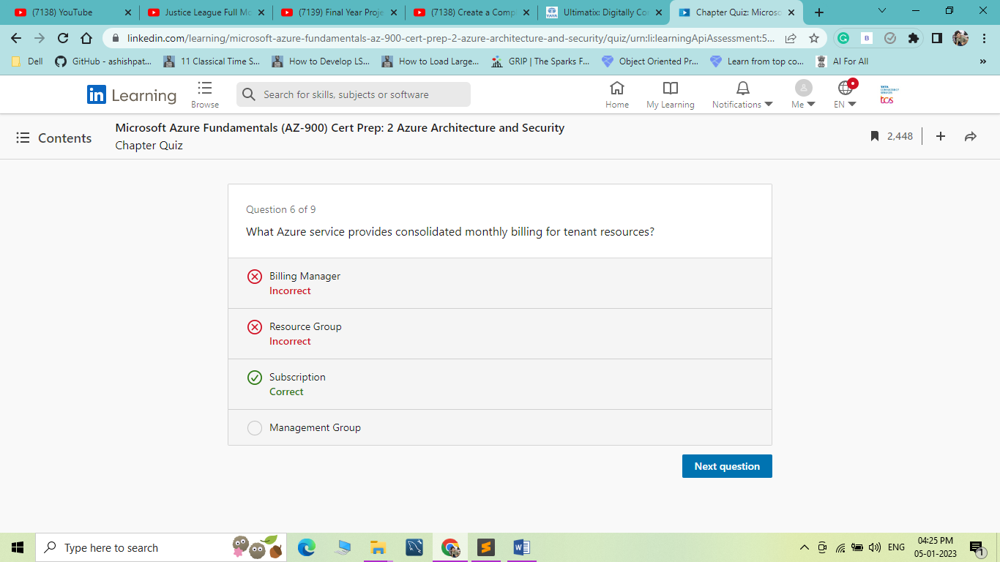 (7138) YouTube
Justice League Full Mo
(7139) Final Year Proje
(7138) Create a Comp
Ultimatix: Digitally Co
Chapter Quiz: Microso
linkedin.com/learning/microsoft-azure-fundamentals-az-900-cert-prep-2-azure-architecture-and-security/quiz/urn:li:learningApiAssessment:5...
Dell
GitHub - ashishpat...
11 Classical Time S...
How to Develop LS...
How to Load Large...
GRIP | The Sparks F...
Object Oriented Pr...
Learn from top co...
AI For All
»
in Learning
Browse
Search for skills, subjects or software
Home
My Learning
Notifications
Me
EN
TATA
CONSULTANCY
SERVICES
tcs
Contents
Microsoft Azure Fundamentals (AZ-900) Cert Prep: 2 Azure Architecture and Security
Chapter Quiz
2,448
Question 6 of 9
What Azure service provides consolidated monthly billing for tenant resources?
Billing Manager
Incorrect
Resource Group
Incorrect
Subscription
Correct
Management Group
Next question
Type here to search
ENG
04:25 PM
05-01-2023
1